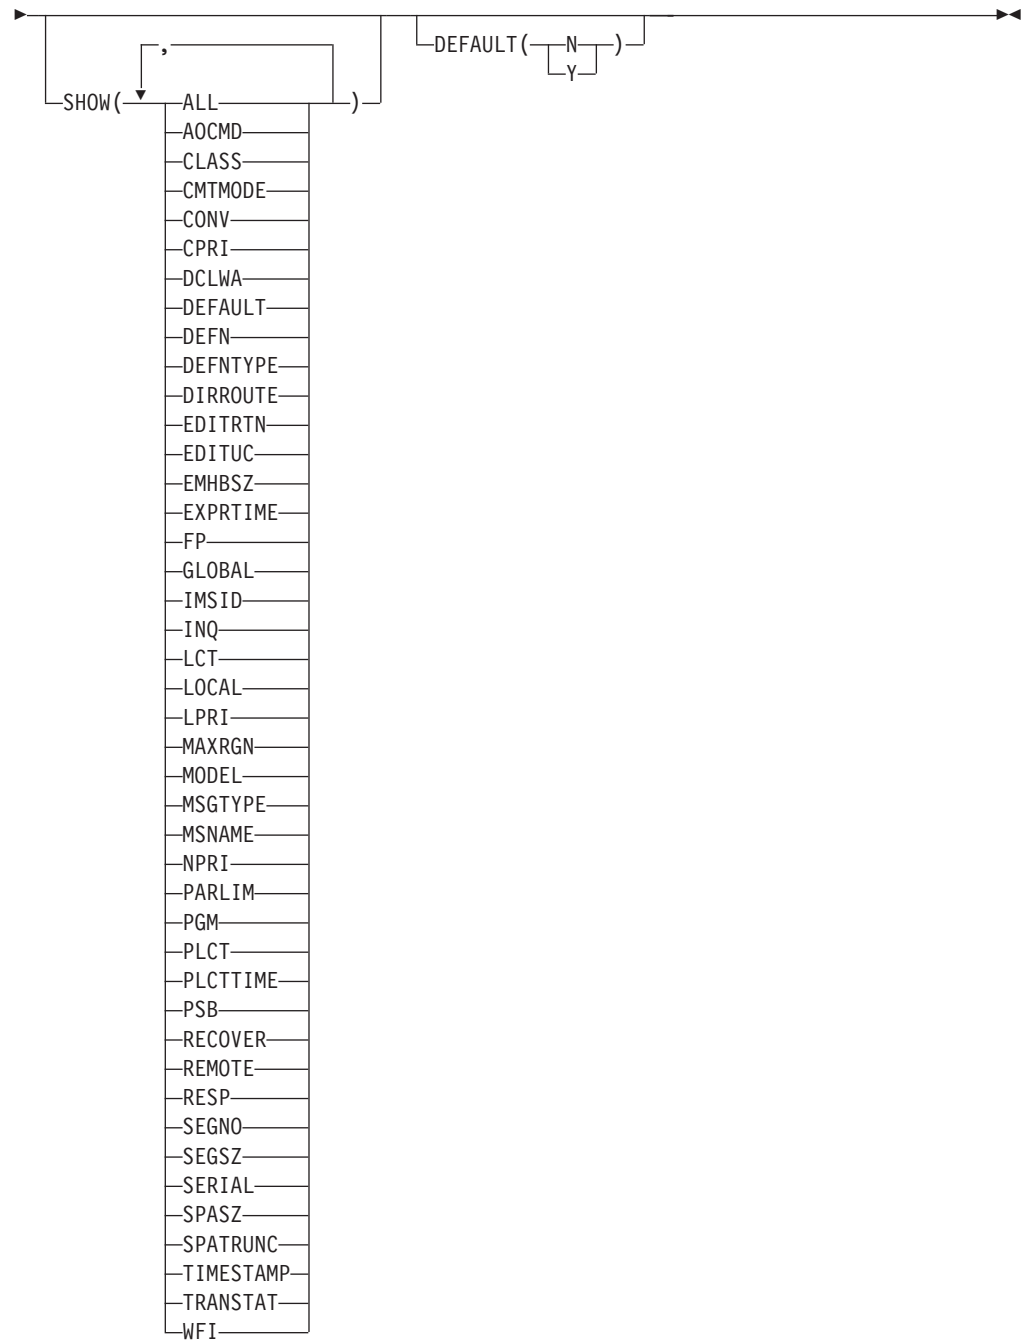 ,
DEFAULT( N )
Y
SHOW( ALL )
AOCMD
CLASS
CMTMODE
CONV
CPRI
DCLWA
DEFAULT
DEFN
DEFNTYPE
DIRROUTE
EDITRTN
EDITUC
EMHBSZ
EXPRTIME
FP
GLOBAL
IMSID
INQ
LCT
LOCAL
LPRI
MAXRGN
MODEL
MSGTYPE
MSNAME
NPRI
PARLIM
PGM
PLCT
PLCTTIME
PSB
RECOVER
REMOTE
RESP
SEGNO
SEGSZ
SERIAL
SPASZ
SPATRUNC
TIMESTAMP
TRANSTAT
WFI